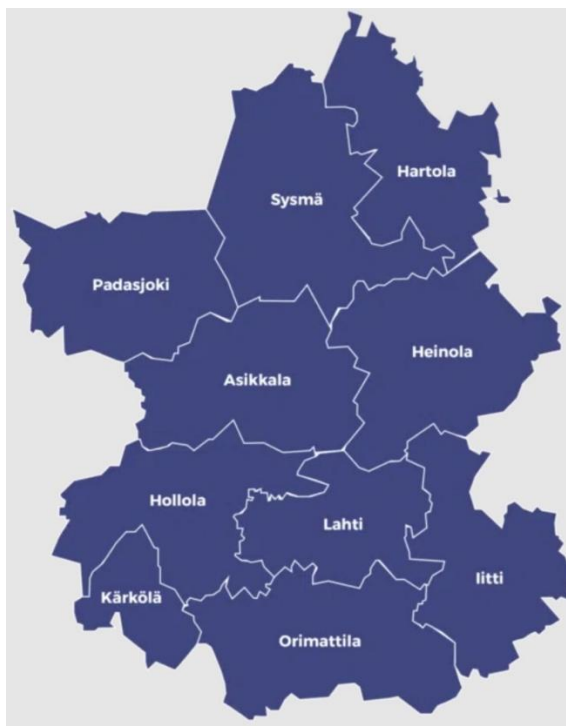 Hartola
Sysmä
Padasjoki
Heinola
Asikkala
Hollola
Lahti
Iitti
Kärkölä
Orimattila